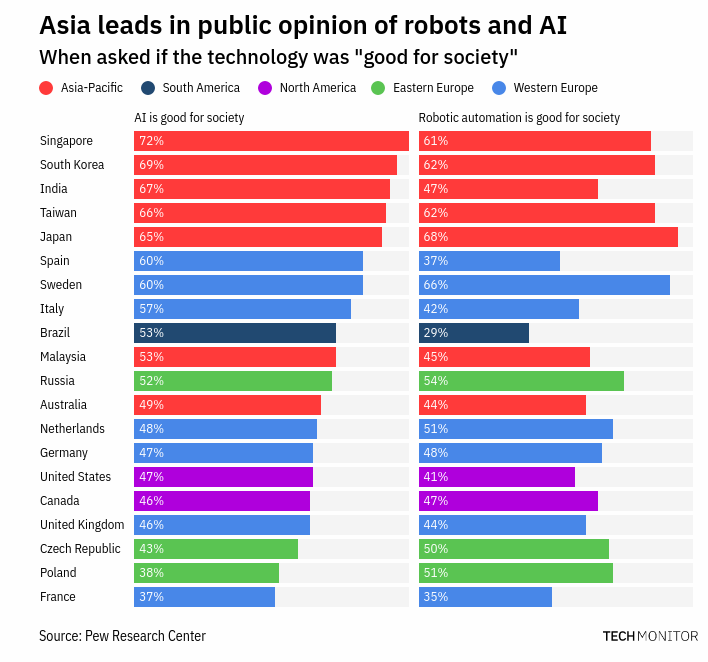 Asia leads in public opinion of robots and AI
When asked if the technology was "good for society"
Asia-Pacific South America North America Eastern Europe Western Europe
AI is good for society Robotic automation is good for society
Singapore 72% 61%
South Korea 69% 62%
India 67% 47%
Taiwan 66% 62%
Japan 65% 68%
Spain 60% 37%
Sweden 60% 66%
Italy 57% 42%
Brazil 53% 29%
Malaysia 53% 45%
Russia 52% 54%
Australia 49% 44%
Netherlands 48% 51%
Germany 47% 48%
United States 47% 41%
Canada 46% 47%
United Kingdom 46% 44%
Czech Republic 43% 50%
Poland 38% 51%
France 37% 35%
Source: Pew Research Center TECHMONITOR